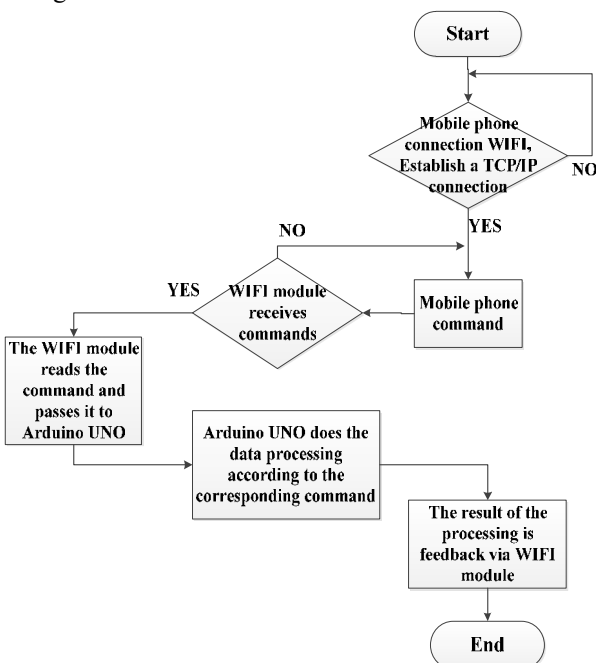 Start
Mobile phone
connection WIFI,
Establish a TCP/IP
connection
NO
YES
NO
Mobile phone
command
WIFI module
receives
commands
YES
The WIFI module
reads the
command and
passes it to
Arduino UNO
Arduino UNO does the
data processing
according to the
corresponding command
The result of the
processing is
feedback via WIFI
module
End